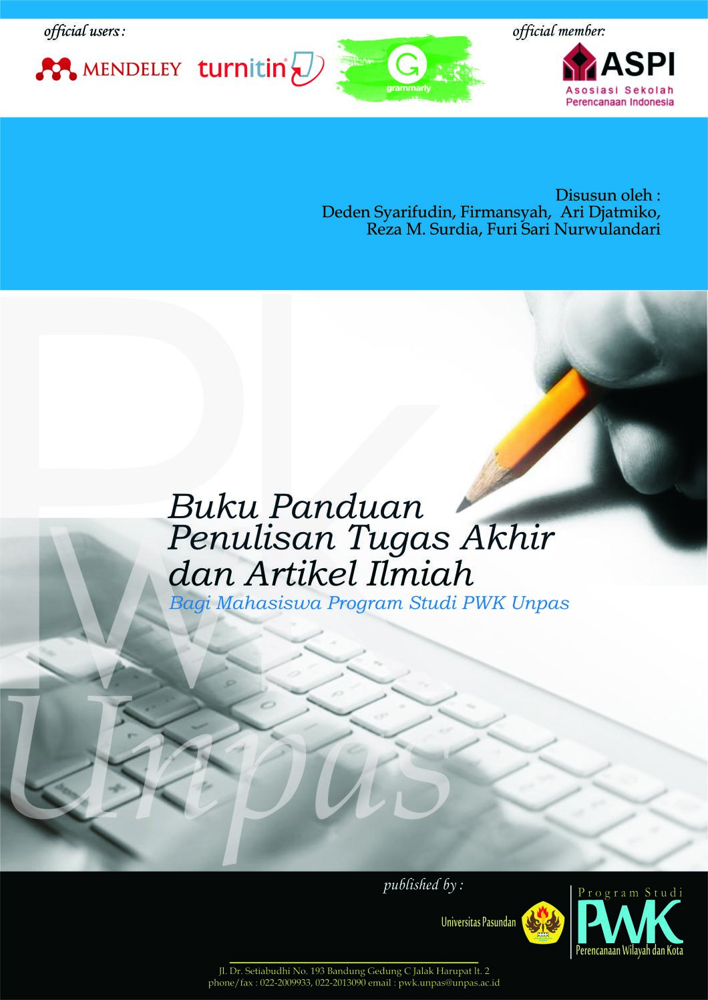 official users :
official member:
MENDELEY
turnitin®
G
grammarly
ASPI
Asosiasi Sekolah
Perencanaan Indonesia
Disusun oleh :
Deden Syarifudin, Firmansyah, Ari Djatmiko,
Reza M. Surdia, Furi Sari Nurwulandari
Pk
W
Unpas
Buku Panduan
Penulisan Tugas Akhir
dan Artikel Ilmiah
Bagi Mahasiswa Program Studi PWK Unpas
published by :
Universitas Pasundan
Program Studi
PWK
Perencanaan Wilayah dan Kota
Jl. Dr. Setiabudhi No. 193 Bandung Gedung C Jalak Harupat lt. 2
phone/fax : 022-2009933, 022-2013090 email : pwk.unpas@unpas.ac.id